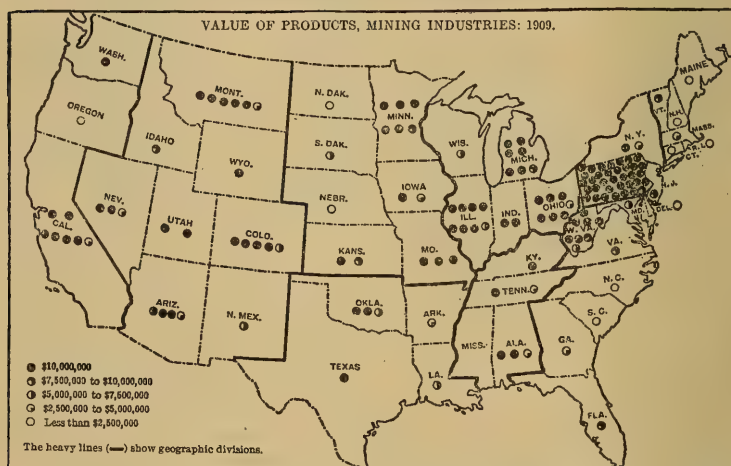 VALUE OF PRODUCTS, MINING INDUSTRIES: 1909.
WASH.
MONT.
N. DAK.
MINN.
MAINE
OREGON
IDAHO
S. DAK.
WIS.
MICH.
VT.
N.H.
N.Y.
MASS.
R.I.
CT.
WYO.
IOWA
NEBR.
N.J.
NEV.
UTAH
COLO.
CAL.
KANS.
MO.
ILL.
IND.
OHIO
W. VA.
MD.
DEL.
VA.
KY.
ARIZ.
N. MEX.
OKLA.
ARK.
TENN.
N. C.
S. C.
TEXAS
LA.
MISS.
ALA.
GA.
FLA.
$10,000,000
$7,500,000 to $10,000,000
$5,000,000 to $7,500,000
$2,500,000 to $5,000,000
Less than $2,500,000
The heavy lines (—) show geographic divisions.